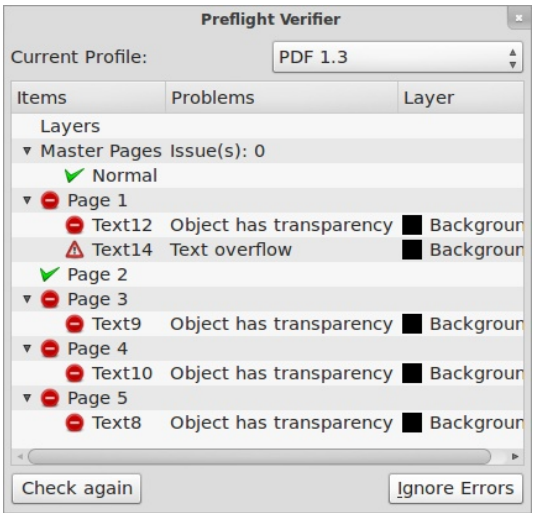 Preflight Verifier
Current Profile: PDF 1.3
Items Problems Layer
Layers
Master Pages Issue(s): 0
Normal
Page 1
Text12 Object has transparency Backgroun
Text14 Text overflow Backgroun
Page 2
Page 3
Text9 Object has transparency Backgroun
Page 4
Text10 Object has transparency Backgroun
Page 5
Text8 Object has transparency Backgroun
Check again Ignore Errors